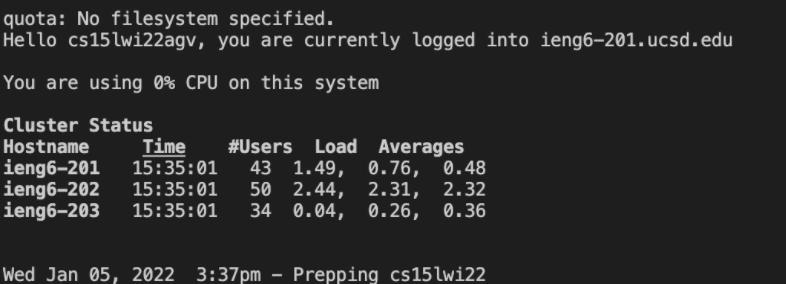 quota: No filesystem specified.
Hello cs15lwi22agv, you are currently logged into ieng6-201.ucsd.edu
You are using 0% CPU on this system
Cluster Status
Hostname Time #Users Load Averages
ieng6-201 15:35:01 43 1.49, 0.76, 0.48
ieng6-202 15:35:01 50 2.44, 2.31, 2.32
ieng6-203 15:35:01 34 0.04, 0.26, 0.36
Wed Jan 05, 2022 3:37pm - Prepping cs15lwi22